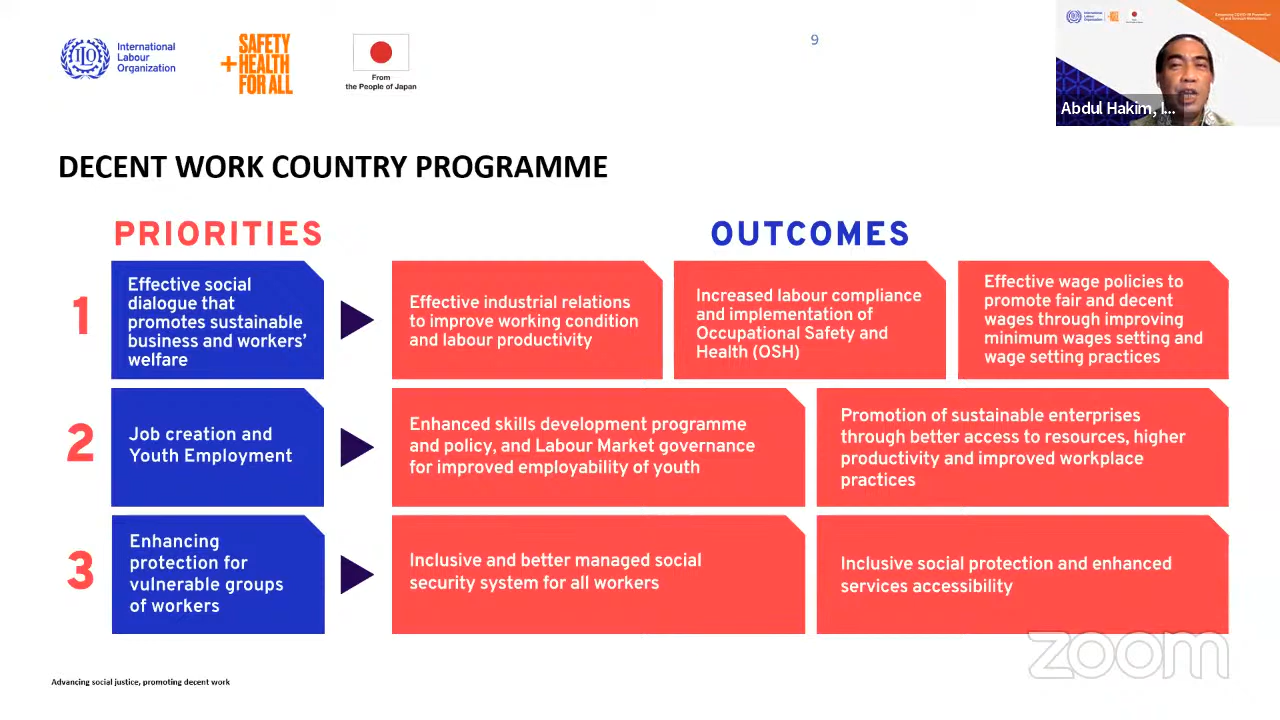 International
Labour
Organization
SAFETY
+HEALTH
FOR ALL
From
the People of Japan
9
Abdul Hakim, I...
DECENT WORK COUNTRY PROGRAMME
PRIORITIES
OUTCOMES
1
Effective social
dialogue that
promotes sustainable
business and workers’
welfare
Effective industrial relations
to improve working condition
and labour productivity
Increased labour compliance
and implementation of
Occupational Safety and
Health (OSH)
Effective wage policies to
promote fair and decent
wages through improving
minimum wages setting and
wage setting practices
2
Job creation and
Youth Employment
Enhanced skills development programme
and policy, and Labour Market governance
for improved employability of youth
Promotion of sustainable enterprises
through better access to resources, higher
productivity and improved workplace
practices
3
Enhancing
protection for
vulnerable groups
of workers
Inclusive and better managed social
security system for all workers
Inclusive social protection and enhanced
services accessibility
zoom
Advancing social justice, promoting decent work